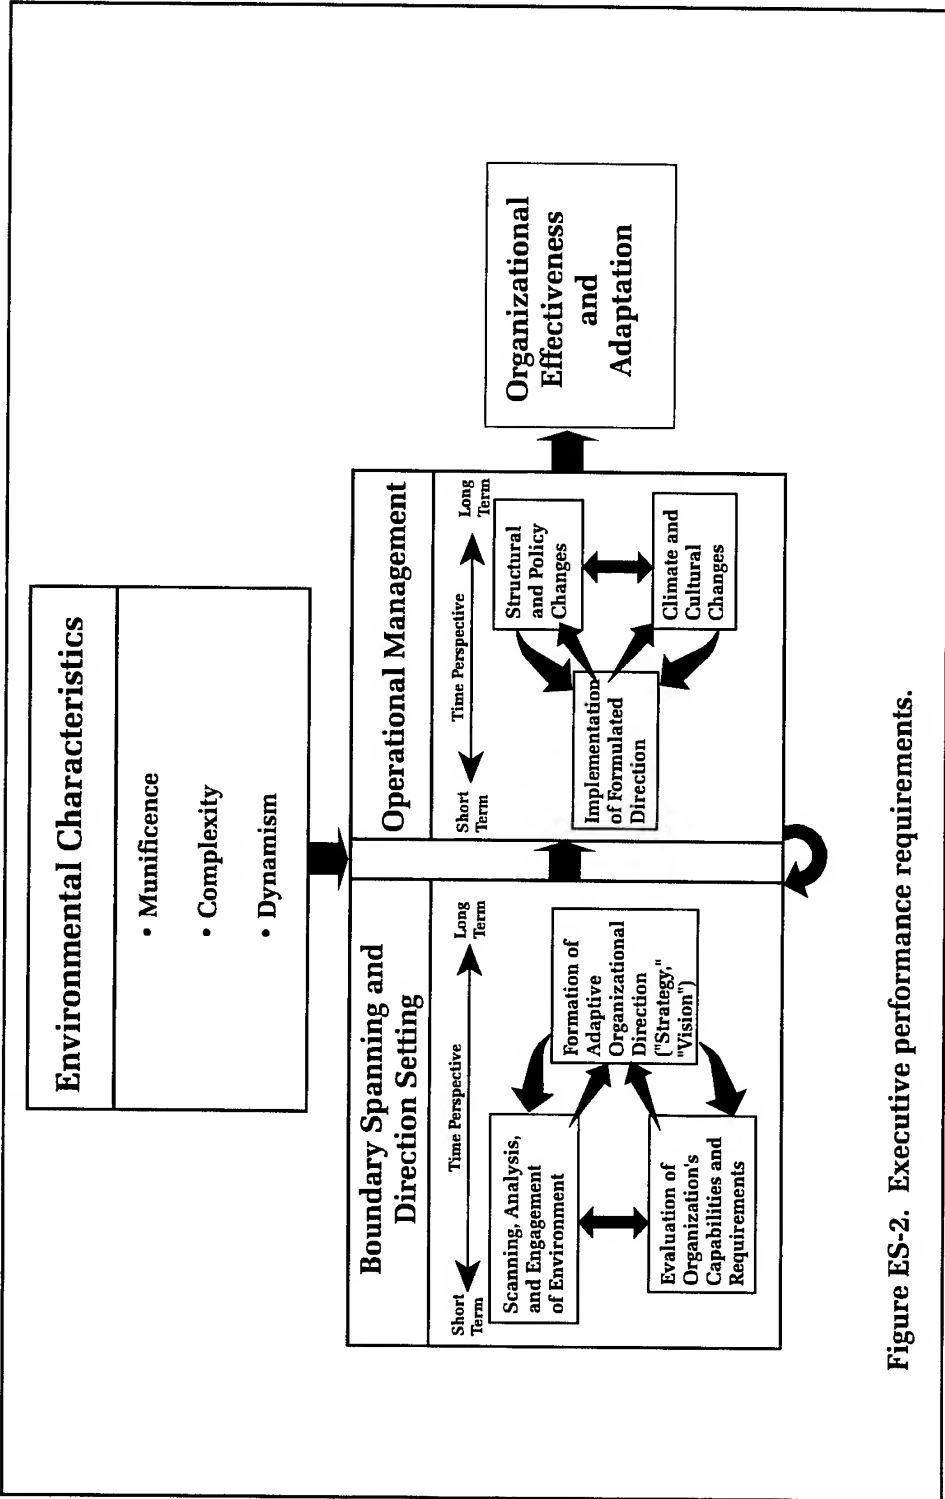 Environmental Characteristics
• Munificence
• Complexity
• Dynamism
Boundary Spanning and
Direction Setting
Short
Term
Time Perspective
Long
Term
Scanning, Analysis,
and Engagement
of Environment
Evaluation of
Organization's
Capabilities and
Requirements
Formation of
Adaptive
Organizational
Direction
("Strategy,"
"Vision")
Operational Management
Short
Term
Time Perspective
Long
Term
Implementation
of Formulated
Direction
Structural
and Policy
Changes
Climate and
Cultural
Changes
Organizational
Effectiveness
and
Adaptation
Figure ES-2. Executive performance requirements.